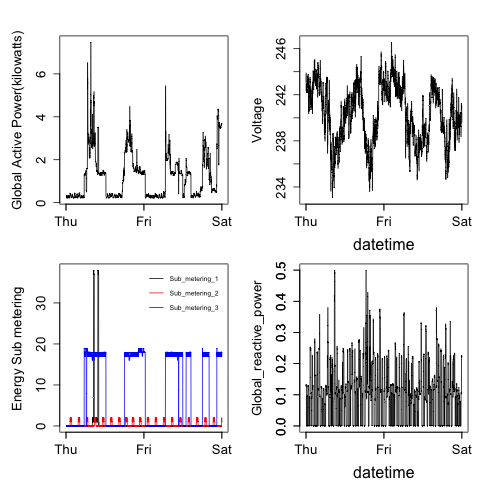 Global Active Power(kilowatts)
0 2 4 6
Thu Fri Sat
Voltage
234 238 242 246
Thu Fri Sat
datetime
Energy Sub metering
0 10 20 30
Sub_metering_1
Sub_metering_2
Sub_metering_3
Thu Fri Sat
Global_reactive_power
0.0 0.1 0.2 0.3 0.4 0.5
Thu Fri Sat
datetime